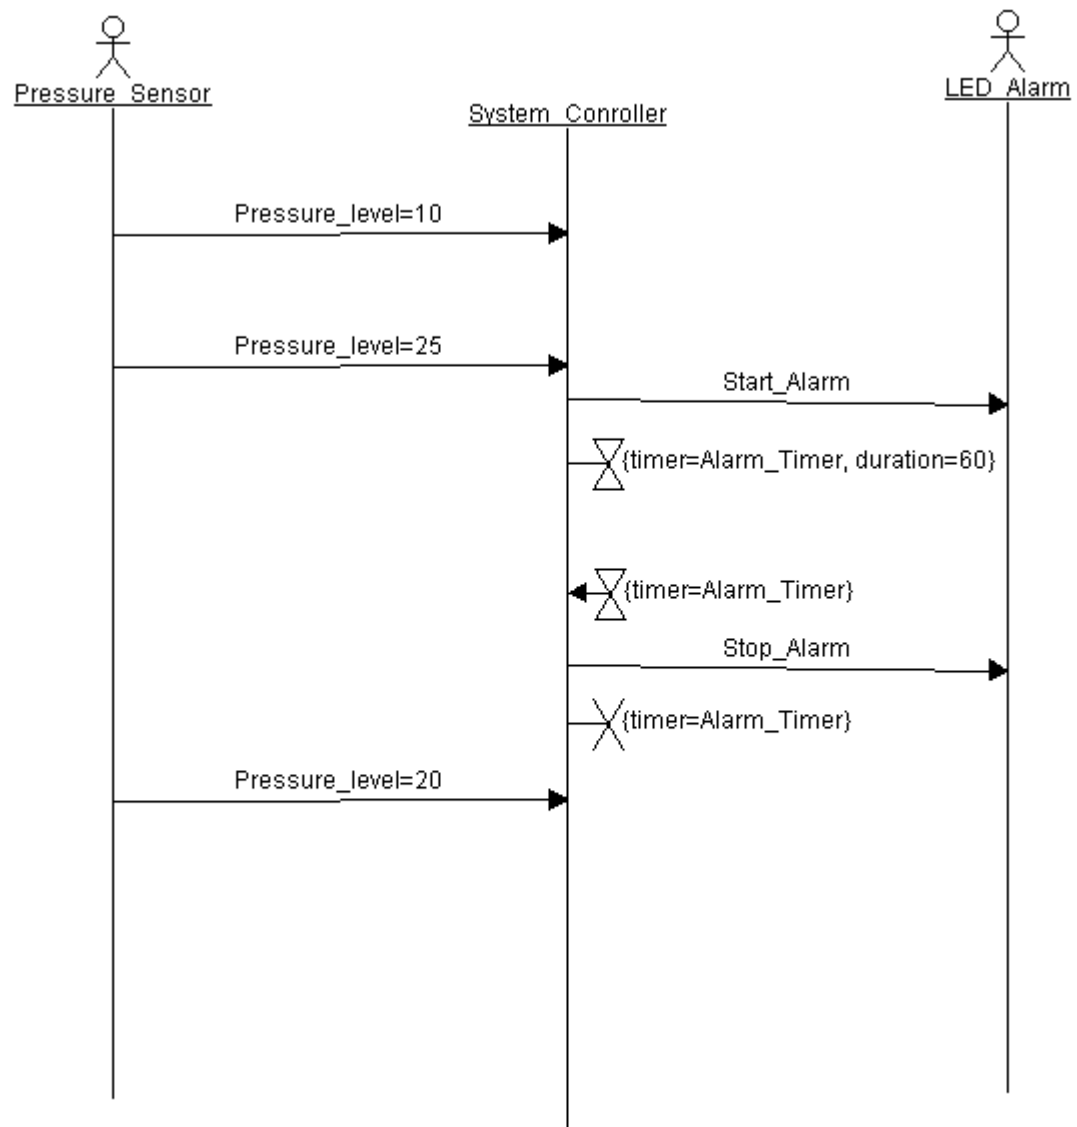 Pressure_Sensor
LED_Alarm
System_Conroller
Pressure_level=10
Pressure_level=25
Start_Alarm
{timer=Alarm_Timer, duration=60}
{timer=Alarm_Timer}
Stop_Alarm
{timer=Alarm_Timer}
Pressure_level=20